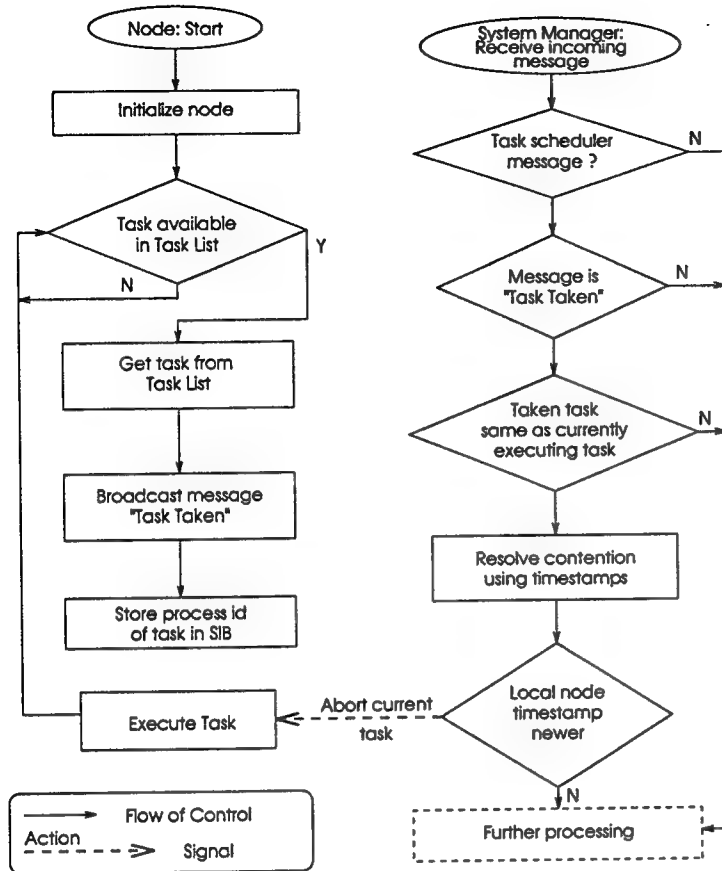 Node: Start
Initialize node
Task available
in Task List
Y
N
Get task from
Task List
Broadcast message
"Task Taken"
Store process id
of task in SIB
Execute Task
Flow of Control
Action
Signal
System Manager:
Receive incoming
message
Task scheduler
message ?
N
Message is
"Task Taken"
N
Taken task
same as currently
executing task
N
Resolve contention
using timestamps
Local node
timestamp
newer
Abort current
task
N
Further processing